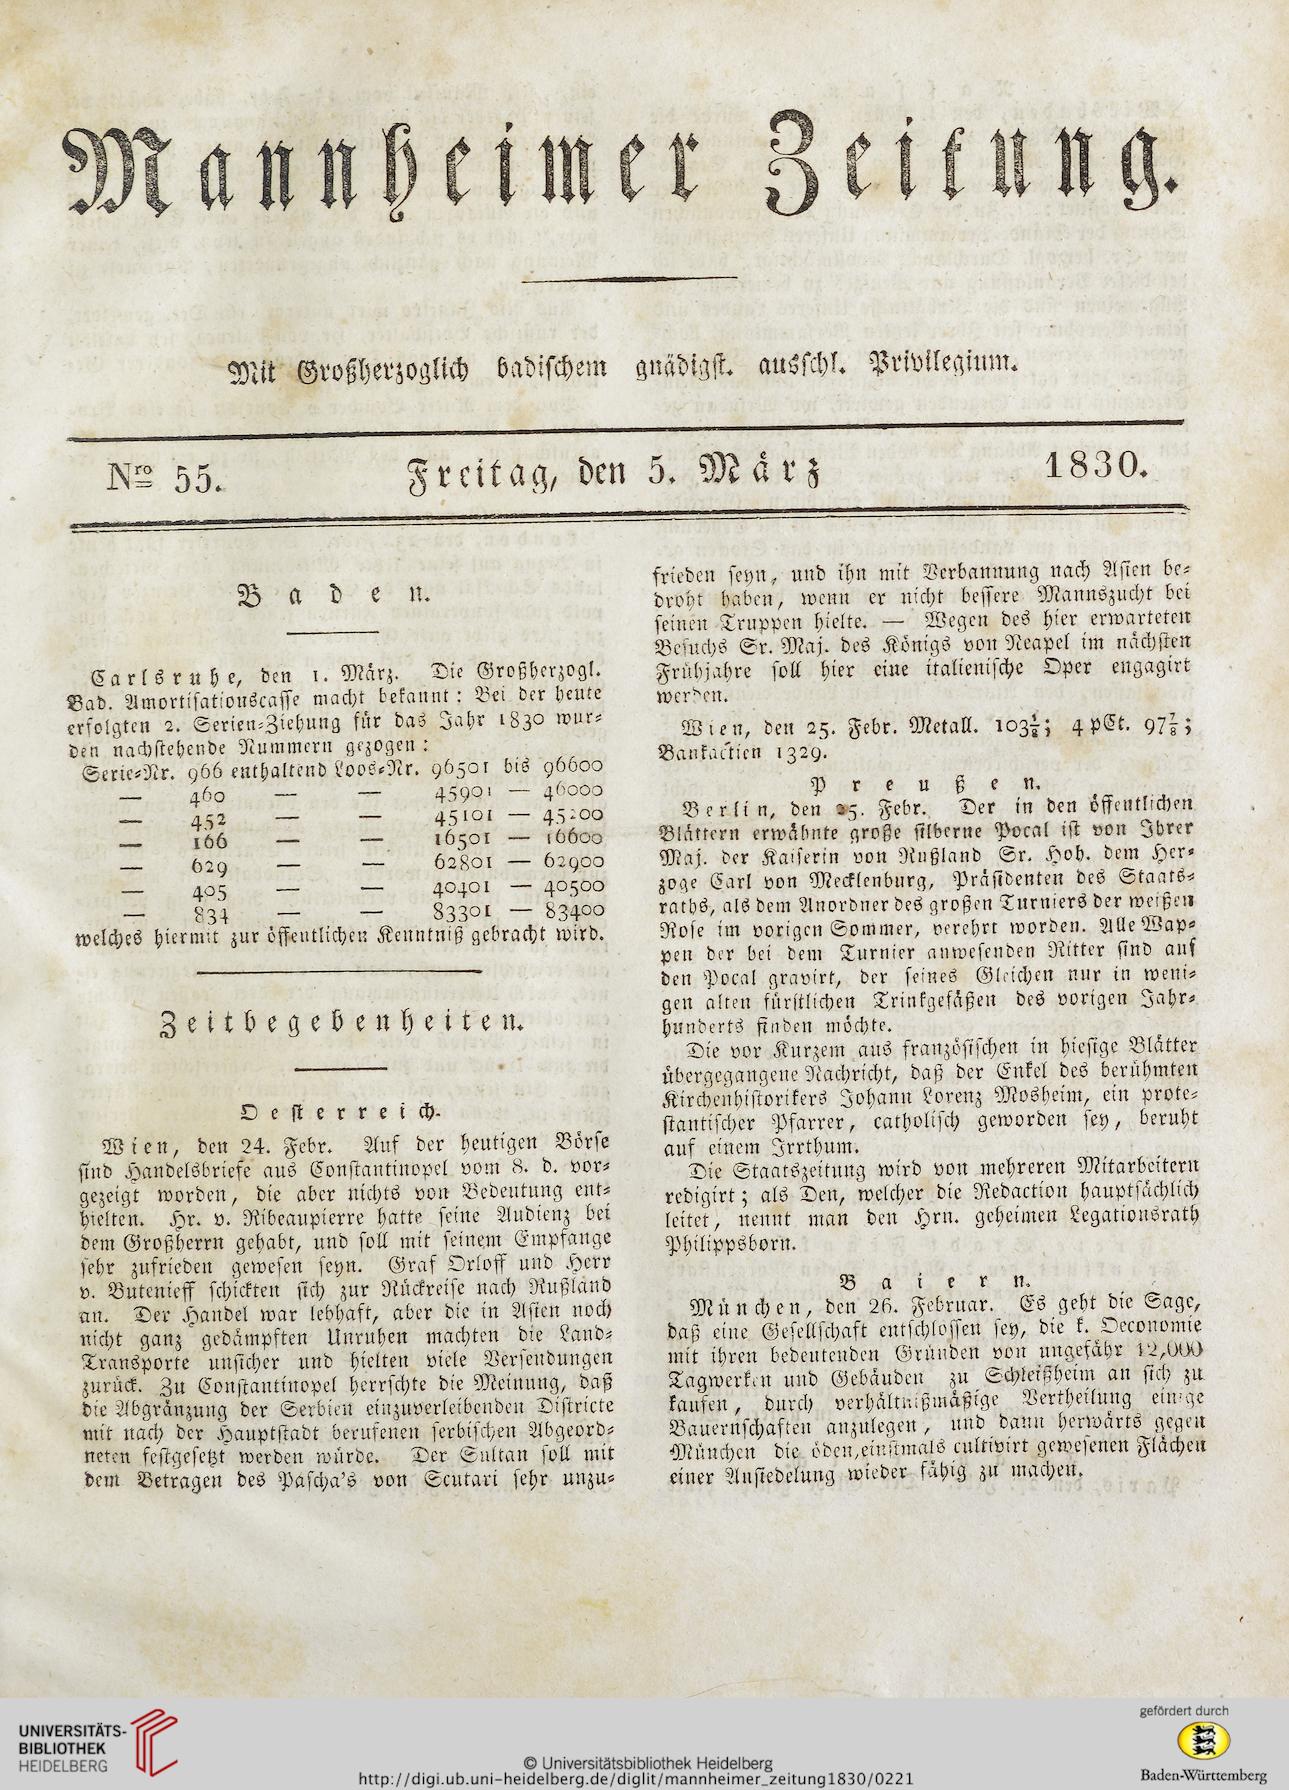 Mannheimer Zeitung.
Mit Großherzoglich badischem gnädigst. ausschl. Privilegium.
Nro 55. Freitag, den 5. März 1830.
Baden.
Carlsruhe, den 1. März. Die Großherzogl.
Bad. Amortisationscasse macht bekannt: Bei der heute
erfolgten 2. Serien-Ziehung für das Jahr 1830 wur-
den nachstehende Nummern gezogen:
Serie-Nr. 966 enthaltend Loos-Nr. 96501 bis 96600
— 460 — — 45901 — 46000
— 452 — — 45101 — 45200
— 166 — — 16501 — 16600
— 629 — — 62801 — 62900
— 405 — — 40401 — 40500
— 834 — — 83301 — 83400
welches hiermit zur öffentlichen Kenntniß gebracht wird.
Zeitbegebenheiten.
Oesterreich.
Wien, den 24. Febr. Auf der heutigen Börse
sind Handelsbriefe aus Constantinopel vom 8. d. vor-
gezeigt worden, die aber nichts von Bedeutung ent-
hielten. Hr. v. Ribeaupierre hatte seine Audienz bei
dem Großherrn gehabt, und soll mit seinem Empfange
sehr zufrieden gewesen seyn. Graf Orloff und Herr
v. Butenieff schickten sich zur Rückreise nach Rußland
an. Der Handel war lebhaft, aber die in Asien noch
nicht ganz gedämpften Unruhen machten die Land-
Transporte unsicher und hielten viele Versendungen
zurück. Zu Constantinopel herrschte die Meinung, daß
die Abgränzung der Serbien einzuverleibenden Districte
mit nach der Hauptstadt berufenen serbischen Abgeord-
neten festgesetzt werden würde. Der Sultan soll mit
dem Betragen des Pascha's von Scutari sehr unzu-
frieden seyn, und ihn mit Verbannung nach Asien be-
droht haben, wenn er nicht bessere Mannszucht bei
seinen Truppen hielte. — Wegen des hier erwarteten
Besuchs Sr. Maj. des Königs von Neapel im nächsten
Frühjahre soll hier eine italienische Oper engagirt
werden.
Wien, den 25. Febr. Metall. 103⅛; 4 pCt. 97⅞;
Bankactien 1329.
Preußen.
Berlin, den 25. Febr. Der in den öffentlichen
Blättern erwähnte große silberne Pocal ist von Ihrer
Maj. der Kaiserin von Rußland Sr. Hoh. dem Her-
zoge Carl von Mecklenburg, Präsidenten des Staats-
raths, als dem Anordner des großen Turniers der weißen
Rose im vorigen Sommer, verehrt worden. Alle Wap-
pen der bei dem Turnier anwesenden Ritter sind auf
den Pocal gravirt, der seines Gleichen nur in weni-
gen alten fürstlichen Trinkgefäßen des vorigen Jahr-
hunderts finden möchte.
Die vor Kurzem aus französischen in hiesige Blätter
übergegangene Nachricht, daß der Enkel des berühmten
Kirchenhistorikers Johann Lorenz Mosheim, ein prote-
stantischer Pfarrer, catholisch geworden sey, beruht
auf einem Irrthum.
Die Staatszeitung wird von mehreren Mitarbeitern
redigirt; als Den, welcher die Redaction hauptsächlich
leitet, nennt man den Hrn. geheimen Legationsrath
Philippsborn.
Baiern.
München, den 26. Februar. Es geht die Sage,
daß eine Gesellschaft entschlossen sey, die k. Oeconomie
mit ihren bedeutenden Gründen von ungefähr 12,000
Tagwerken und Gebäuden zu Schleißheim an sich zu
kaufen, durch verhältnißmäßige Vertheilung einige
Bauernschaften anzulegen, und dann herwärts gegen
München die öden, einstmals cultivirt gewesenen Flächen
einer Ansiedelung wieder fähig zu machen.
UNIVERSITÄTS-
BIBLIOTHEK
HEIDELBERG
© Universitätsbibliothek Heidelberg
http://digi.ub.uni-heidelberg.de/diglit/mannheimer_zeitung1830/0221
gefördert durch
Baden-Württemberg